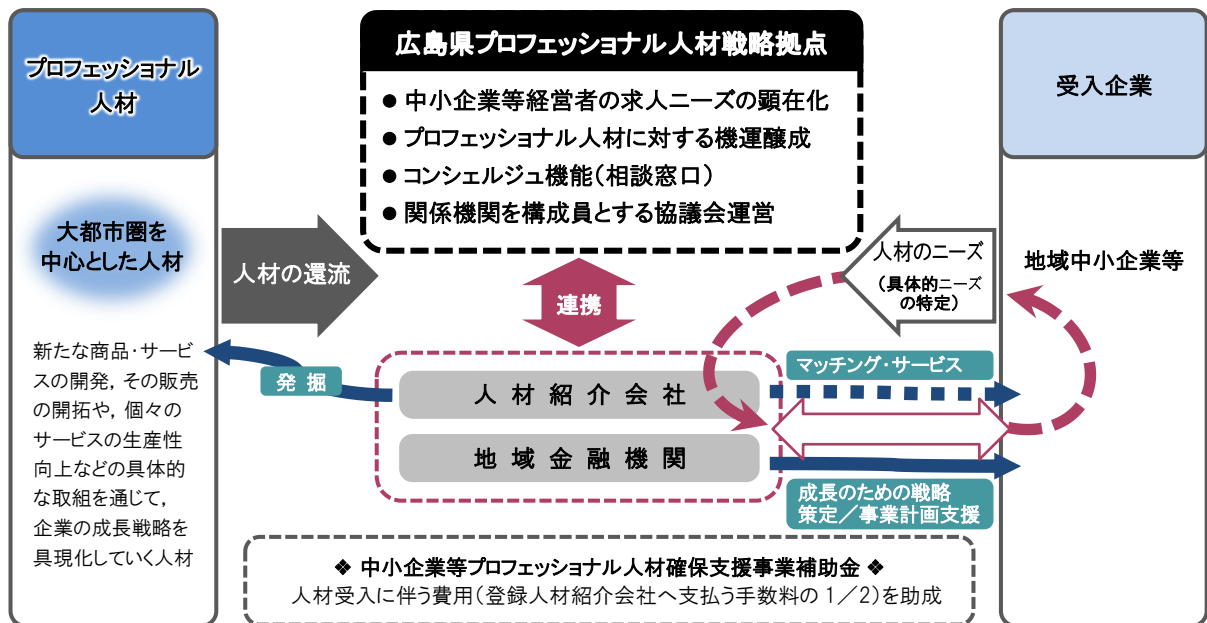 プロフェッショナル
人材
大都市圏を
中心とした人材
新たな商品・サービ
スの開発，その販売
の開拓や，個々の
サービスの生産性
向上などの具体的
な取組を通じて，
企業の成長戦略を
具現化していく人材
人材の還流
広島県プロフェッショナル人材戦略拠点
● 中小企業等経営者の求人ニーズの顕在化
● プロフェッショナル人材に対する機運醸成
● コンシェルジュ機能（相談窓口）
● 関係機関を構成員とする協議会運営
連携
発 掘
人 材 紹 介 会 社
地 域 金 融 機 関
人材のニーズ
（具体的ニーズ
の特定）
マッチング・サービス
成長のための戦略
策定／事業計画支援
受入企業
地域中小企業等
❖ 中小企業等プロフェッショナル人材確保支援事業補助金 ❖
人材受入に伴う費用（登録人材紹介会社へ支払う手数料の１／２）を助成